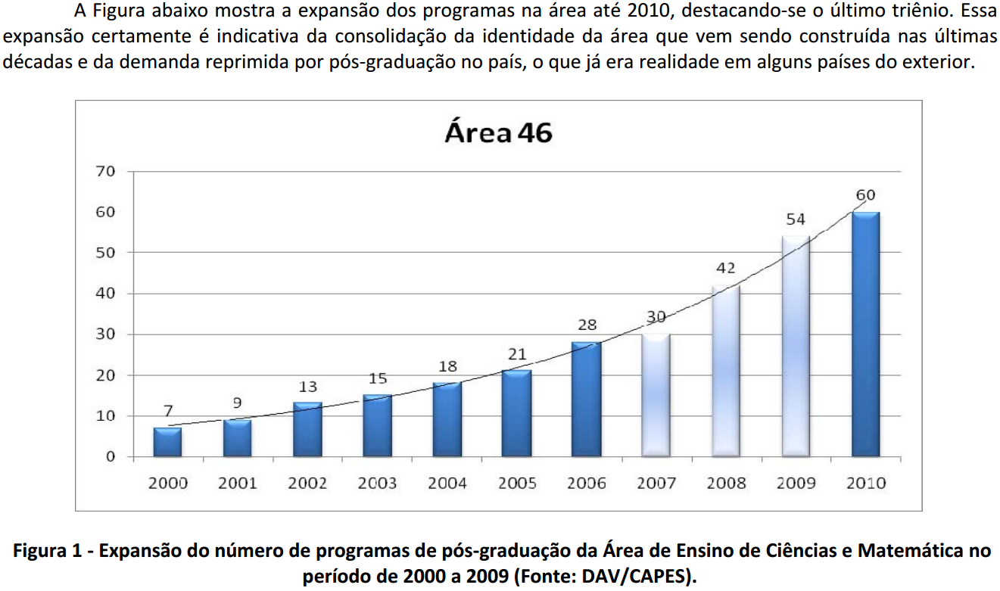 A Figura abaixo mostra a expansão dos programas na área até 2010, destacando-se o último triênio. Essa
expansão certamente é indicativa da consolidação da identidade da área que vem sendo construída nas últimas
décadas e da demanda reprimida por pós-graduação no país, o que já era realidade em alguns países do exterior.
Área 46
70
60
50
40
30
20
10
0
7
9
13
15
18
21
28
30
42
54
60
2000 2001 2002 2003 2004 2005 2006 2007 2008 2009 2010
Figura 1 - Expansão do número de programas de pós-graduação da Área de Ensino de Ciências e Matemática no
período de 2000 a 2009 (Fonte: DAV/CAPES).